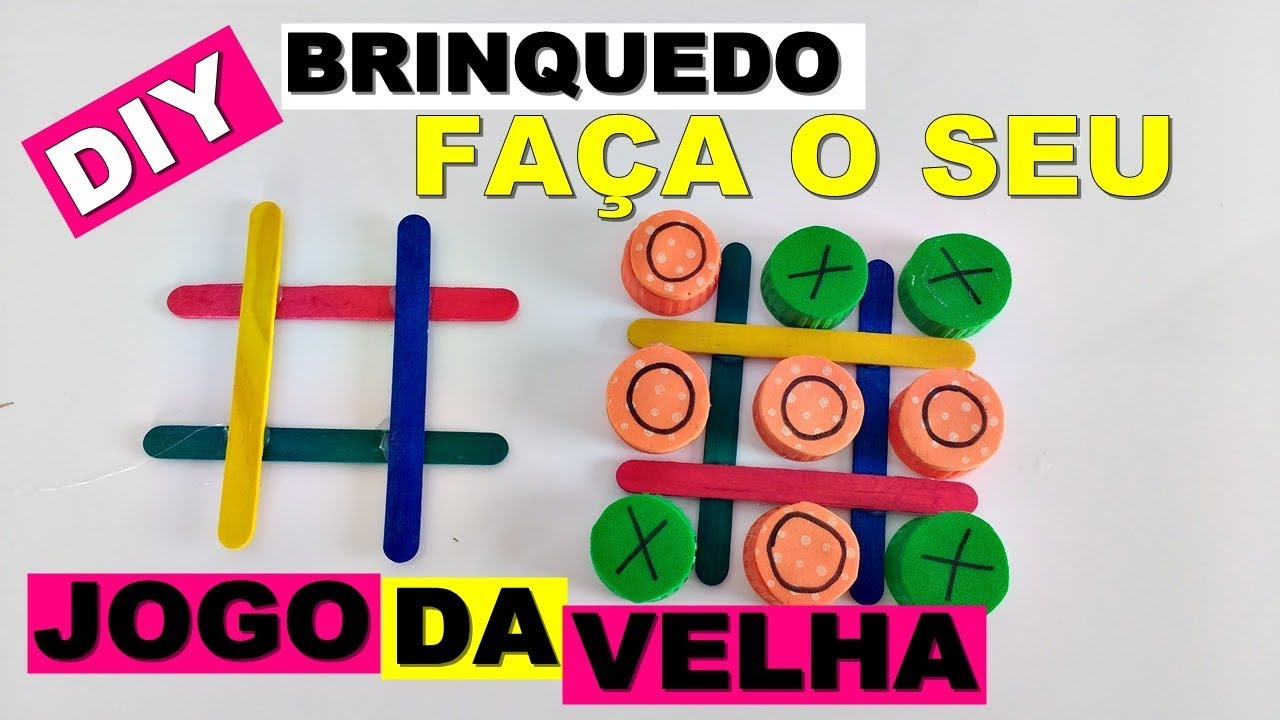 DIY
BRINQUEDO
FAÇA O SEU
O X X
O O O
X O X
JOGO DA VELHA